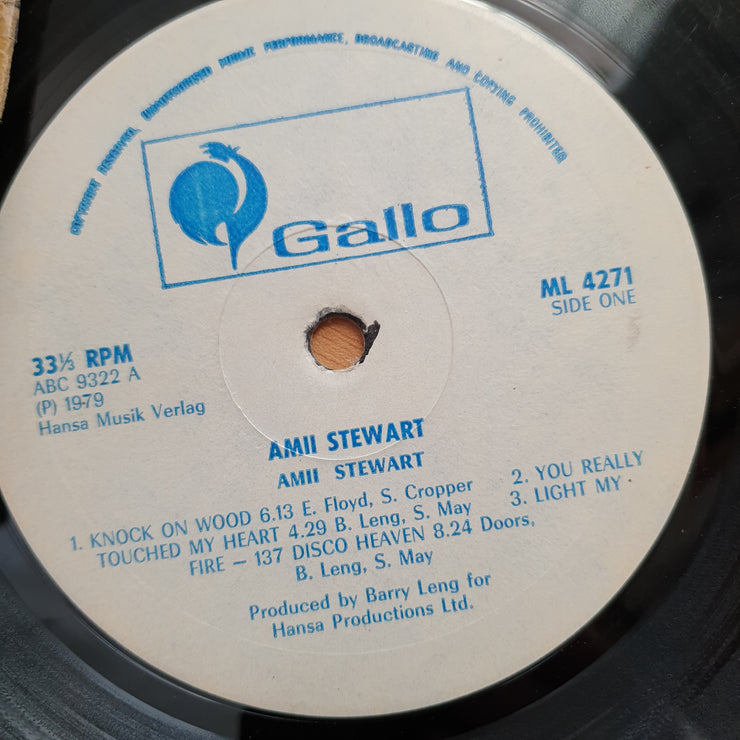 COPYRIGHT RESERVED, UNAUTHORISED PUBLIC PERFORMANCE, BROADCASTING AND COPYING PROHIBITED
Gallo
ML 4271
SIDE ONE
33⅓ RPM
ABC 9322 A
(P) 1979
Hansa Musik Verlag
AMII STEWART
AMII STEWART
1. KNOCK ON WOOD 6.13 E. Floyd, S. Cropper 2. YOU REALLY
TOUCHED MY HEART 4.29 B. Leng, S. May 3. LIGHT MY
FIRE – 137 DISCO HEAVEN 8.24 Doors,
B. Leng, S. May
Produced by Barry Leng for
Hansa Productions Ltd.